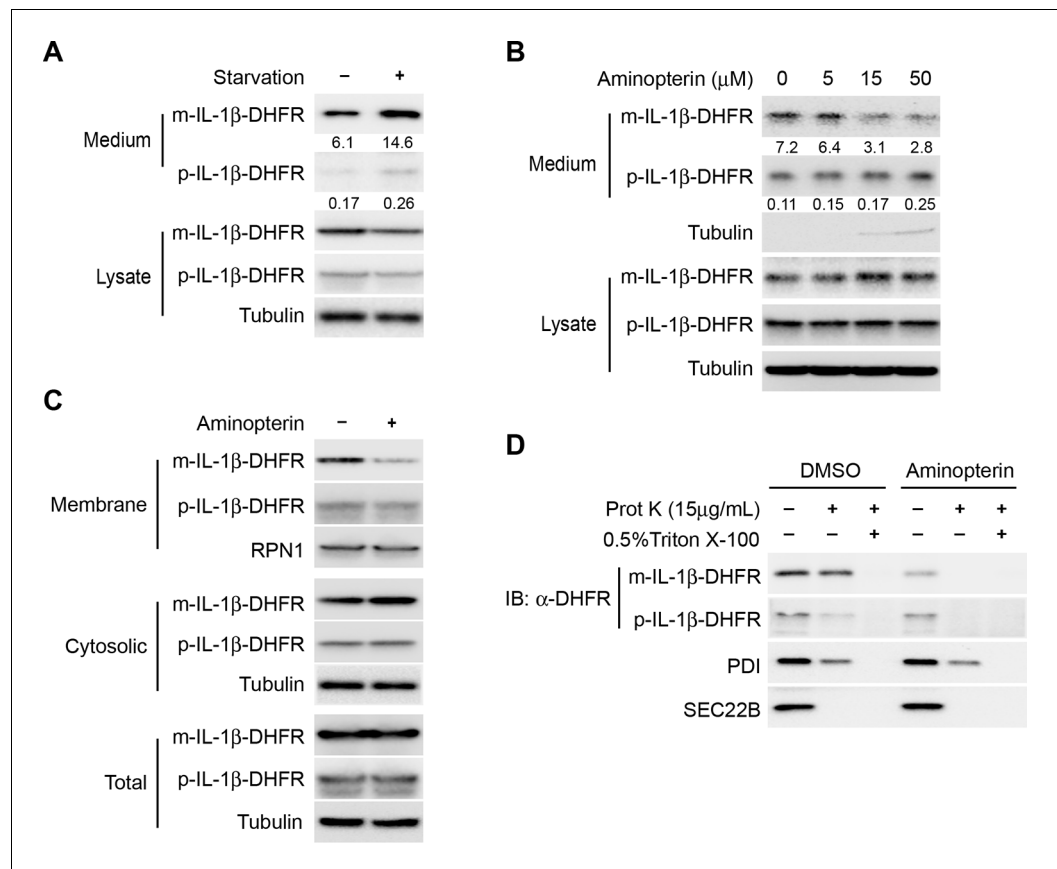 A
Starvation − +
Medium
m-IL-1β-DHFR
6.1 14.6
p-IL-1β-DHFR
0.17 0.26
Lysate
m-IL-1β-DHFR
p-IL-1β-DHFR
Tubulin
B
Aminopterin (μM) 0 5 15 50
Medium
m-IL-1β-DHFR
7.2 6.4 3.1 2.8
p-IL-1β-DHFR
0.11 0.15 0.17 0.25
Tubulin
Lysate
m-IL-1β-DHFR
p-IL-1β-DHFR
Tubulin
C
Aminopterin − +
Membrane
m-IL-1β-DHFR
p-IL-1β-DHFR
RPN1
Cytosolic
m-IL-1β-DHFR
p-IL-1β-DHFR
Tubulin
Total
m-IL-1β-DHFR
p-IL-1β-DHFR
Tubulin
D
DMSO Aminopterin
Prot K (15μg/mL) − + + − + +
0.5%Triton X-100 − − + − − +
IB: α-DHFR
m-IL-1β-DHFR
p-IL-1β-DHFR
PDI
SEC22B